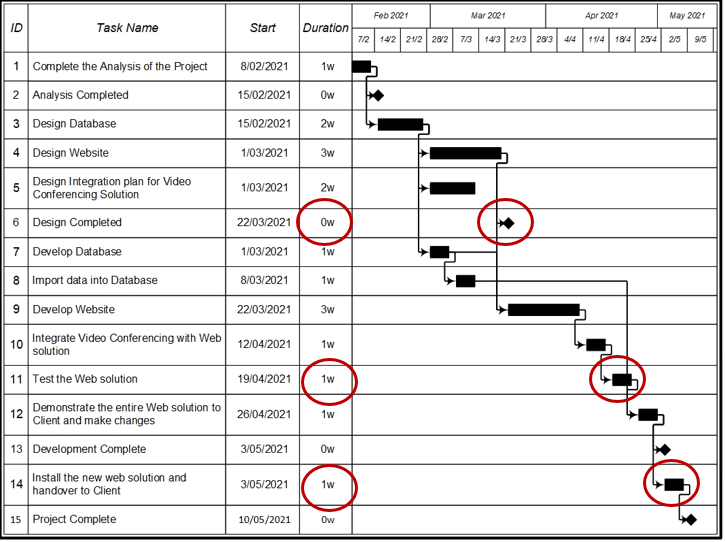 ID Task Name Start Duration Feb 2021 Mar 2021 Apr 2021 May 2021
7/2 14/2 21/2 28/2 7/3 14/3 21/3 28/3 4/4 11/4 18/4 25/4 2/5 9/5
1 Complete the Analysis of the Project 8/02/2021 1w
2 Analysis Completed 15/02/2021 0w
3 Design Database 15/02/2021 2w
4 Design Website 1/03/2021 3w
5 Design Integration plan for Video
Conferencing Solution 1/03/2021 2w
6 Design Completed 22/03/2021 0w
7 Develop Database 1/03/2021 1w
8 Import data into Database 8/03/2021 1w
9 Develop Website 22/03/2021 3w
10 Integrate Video Conferencing with Web
solution 12/04/2021 1w
11 Test the Web solution 19/04/2021 1w
12 Demonstrate the entire Web solution to
Client and make changes 26/04/2021 1w
13 Development Complete 3/05/2021 0w
14 Install the new web solution and
handover to Client 3/05/2021 1w
15 Project Complete 10/05/2021 0w